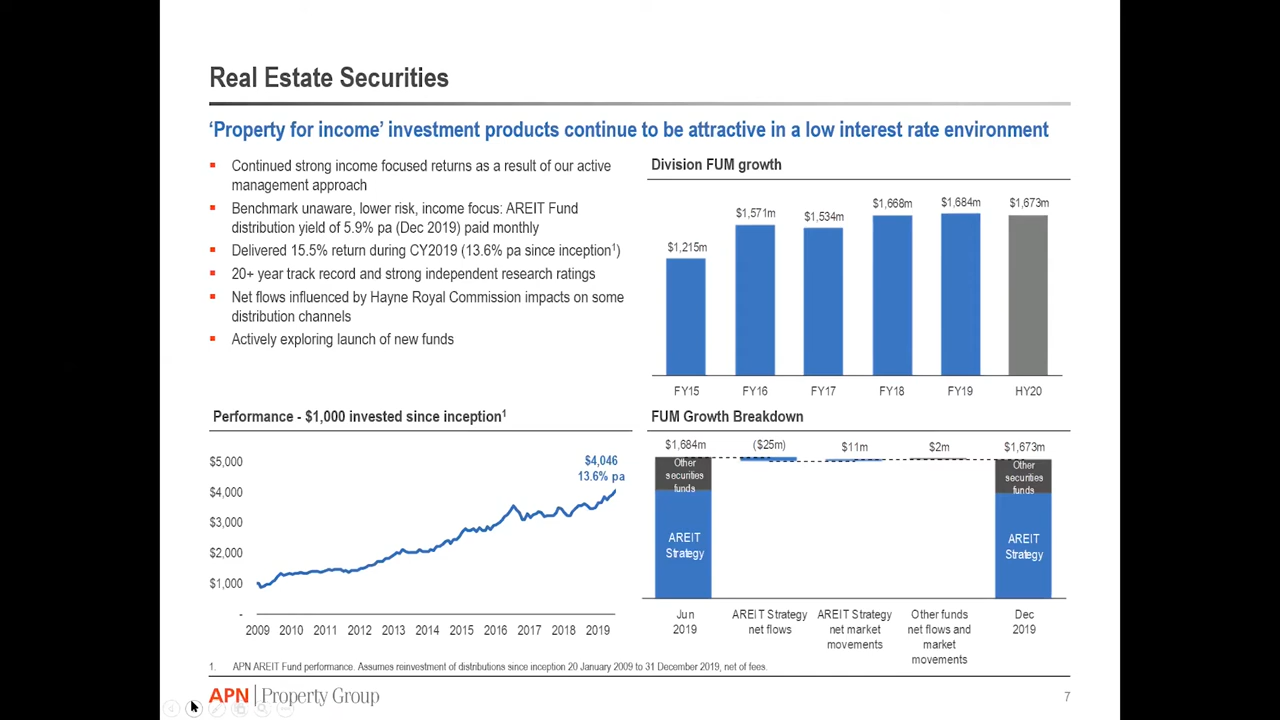 Real Estate Securities
‘Property for income’ investment products continue to be attractive in a low interest rate environment
▪ Continued strong income focused returns as a result of our active
management approach
▪ Benchmark unaware, lower risk, income focus: AREIT Fund
distribution yield of 5.9% pa (Dec 2019) paid monthly
▪ Delivered 15.5% return during CY2019 (13.6% pa since inception¹)
▪ 20+ year track record and strong independent research ratings
▪ Net flows influenced by Hayne Royal Commission impacts on some
distribution channels
▪ Actively exploring launch of new funds
Division FUM growth
$1,215m
$1,571m
$1,534m
$1,668m
$1,684m
$1,673m
FY15
FY16
FY17
FY18
FY19
HY20
Performance - $1,000 invested since inception¹
$5,000
$4,000
$3,000
$2,000
$1,000
-
$4,046
13.6% pa
2009 2010 2011 2012 2013 2014 2015 2016 2017 2018 2019
FUM Growth Breakdown
$1,684m
($25m)
$11m
$2m
$1,673m
Other
securities
funds
AREIT
Strategy
Other
securities
funds
AREIT
Strategy
Jun
2019
AREIT Strategy
net flows
AREIT Strategy
net market
movements
Other funds
net flows and
market
movements
Dec
2019
1. APN AREIT Fund performance. Assumes reinvestment of distributions since inception 20 January 2009 to 31 December 2019, net of fees.
APN | Property Group
7